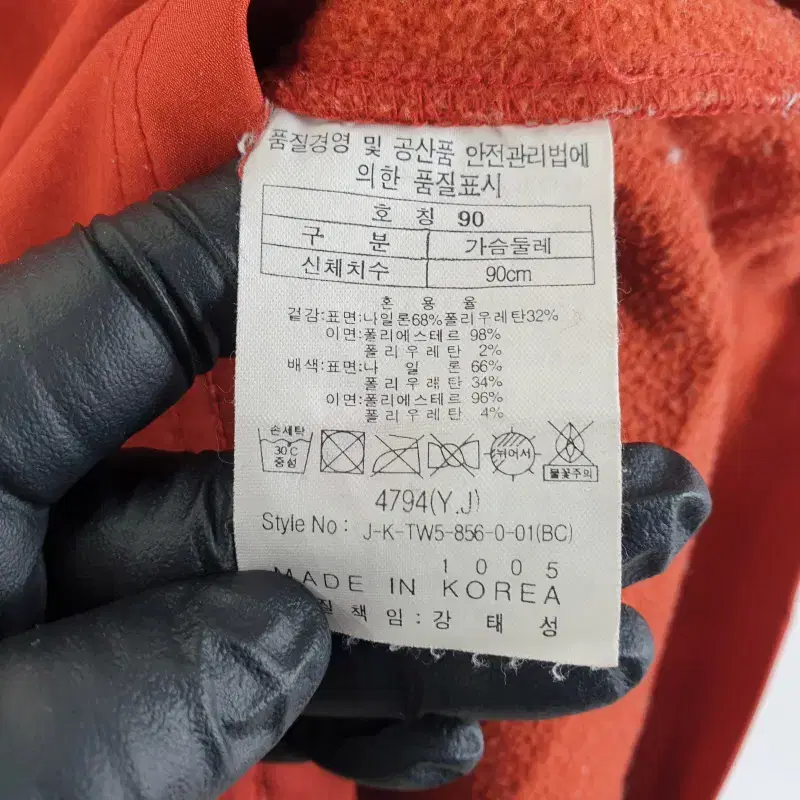 품질경영 및 공산품 안전관리법에
의한 품질표시
호 칭 90
구 분 가슴둘레
신체치수 90cm
혼 용 율
겉감:표면:나일론68%폴리우레탄32%
이면:폴리에스테르 98%
폴리우레탄 2%
배색:표면:나 일 론 66%
폴리우레탄 34%
이면:폴리에스테르 96%
폴리우레탄 4%
손세탁
30℃
중성
뉘어서
불꽃주의
4794(Y.J)
Style No: J-K-TW5-856-0-01(BC)
1005
MADE IN KOREA
질 책 임 : 강 태 성